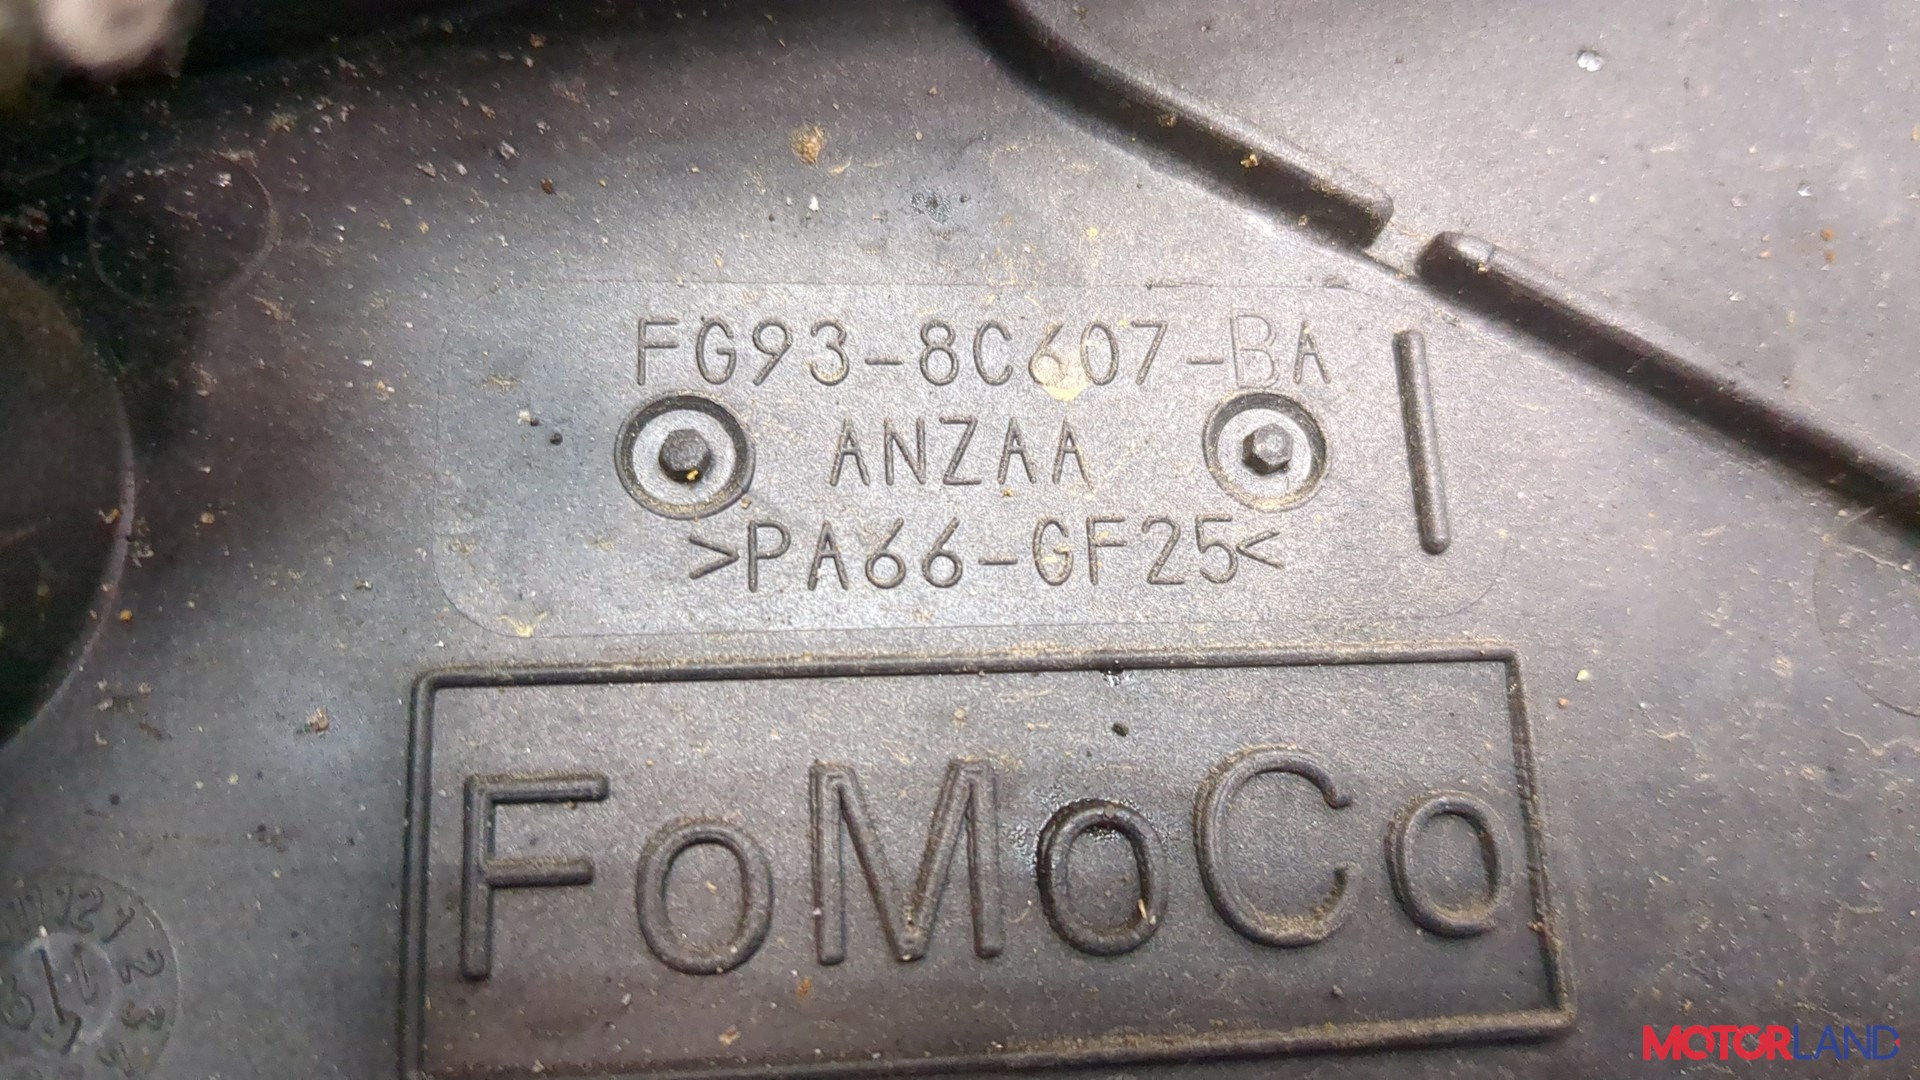 FG93-8C607-BA
ANZAA
>PA66-GF25<
FoMoCo
MOTORLAND